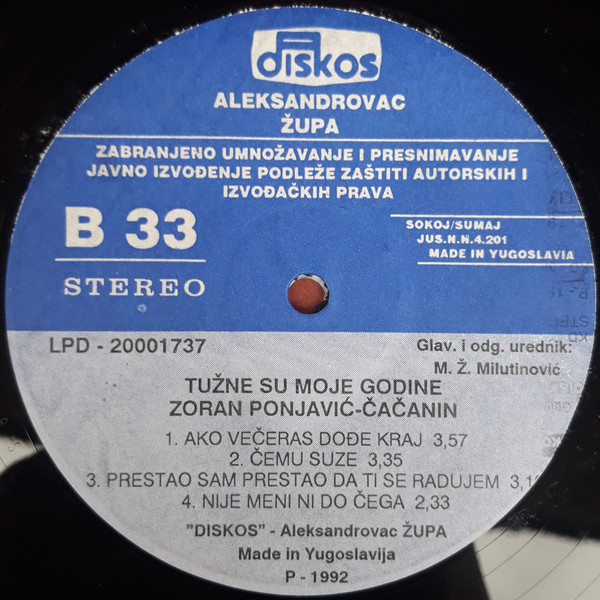 diskos
ALEKSANDROVAC
ŽUPA
ZABRANJENO UMNOŽAVANJE I PRESNIMAVANJE
JAVNO IZVOĐENJE PODLEŽE ZAŠTITI AUTORSKIH I
IZVOĐAČKIH PRAVA
B 33
STEREO
SOKOJ/SUMAJ
JUS.N.N.4.201
MADE IN YUGOSLAVIA
LPD - 20001737
Glav. i odg. urednik:
M. Ž. Milutinović
TUŽNE SU MOJE GODINE
ZORAN PONJAVIĆ-ČAČANIN
1. AKO VEČERAS DOĐE KRAJ 3,57
2. ČEMU SUZE 3,35
3. PRESTAO SAM PRESTAO DA TI SE RADUJEM
4. NIJE MENI NI DO ČEGA 2,33
"DISKOS" - Aleksandrovac ŽUPA
Made in Yugoslavija
P - 1992